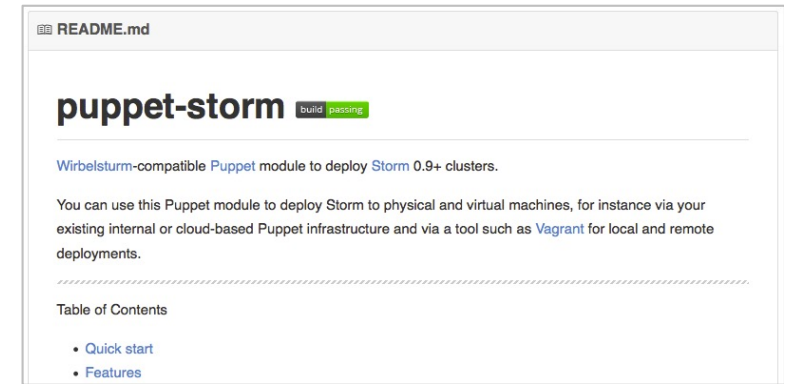 README.md
puppet-storm build passing
Wirbelsturm-compatible Puppet module to deploy Storm 0.9+ clusters.
You can use this Puppet module to deploy Storm to physical and virtual machines, for instance via your
existing internal or cloud-based Puppet infrastructure and via a tool such as Vagrant for local and remote
deployments.
Table of Contents
• Quick start
• Features